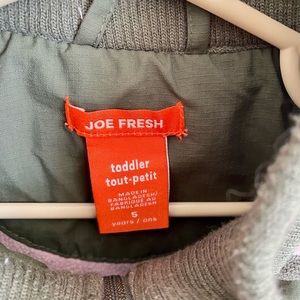 JOE FRESH
toddler
tout-petit
MADE IN
BANGLADESH/
FABRIQUÉ AU
BANGLADESH
5
years / ans